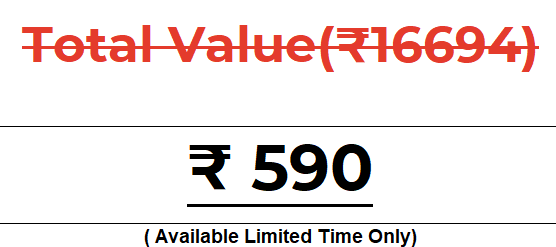 Total Value(₹16694)
₹ 590
( Available Limited Time Only)